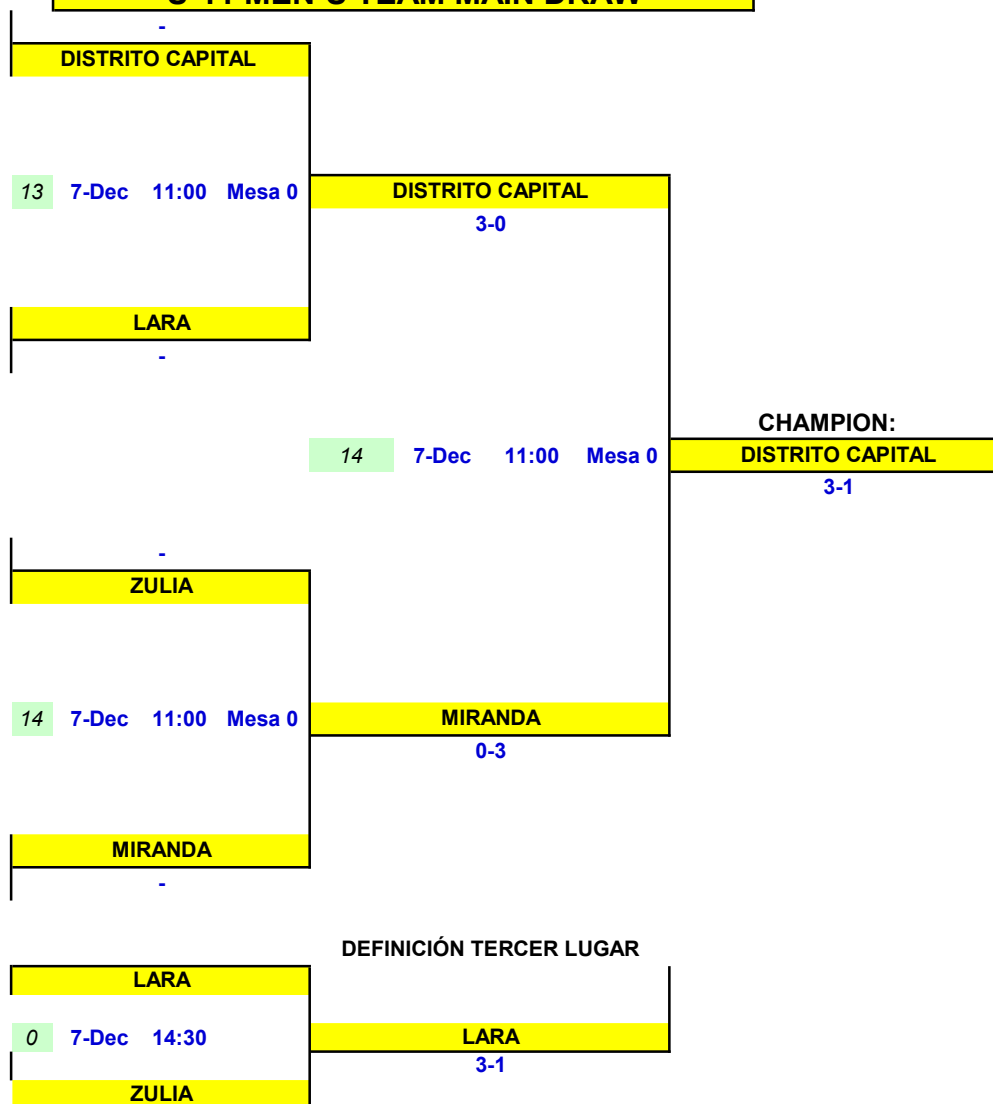 -
DISTRITO CAPITAL
13 7-Dec 11:00 Mesa 0 DISTRITO CAPITAL
3-0
LARA
-
CHAMPION:
14 7-Dec 11:00 Mesa 0 DISTRITO CAPITAL
3-1
-
ZULIA
14 7-Dec 11:00 Mesa 0 MIRANDA
0-3
MIRANDA
-
DEFINICIÓN TERCER LUGAR
LARA
0 7-Dec 14:30 LARA
3-1
ZULIA